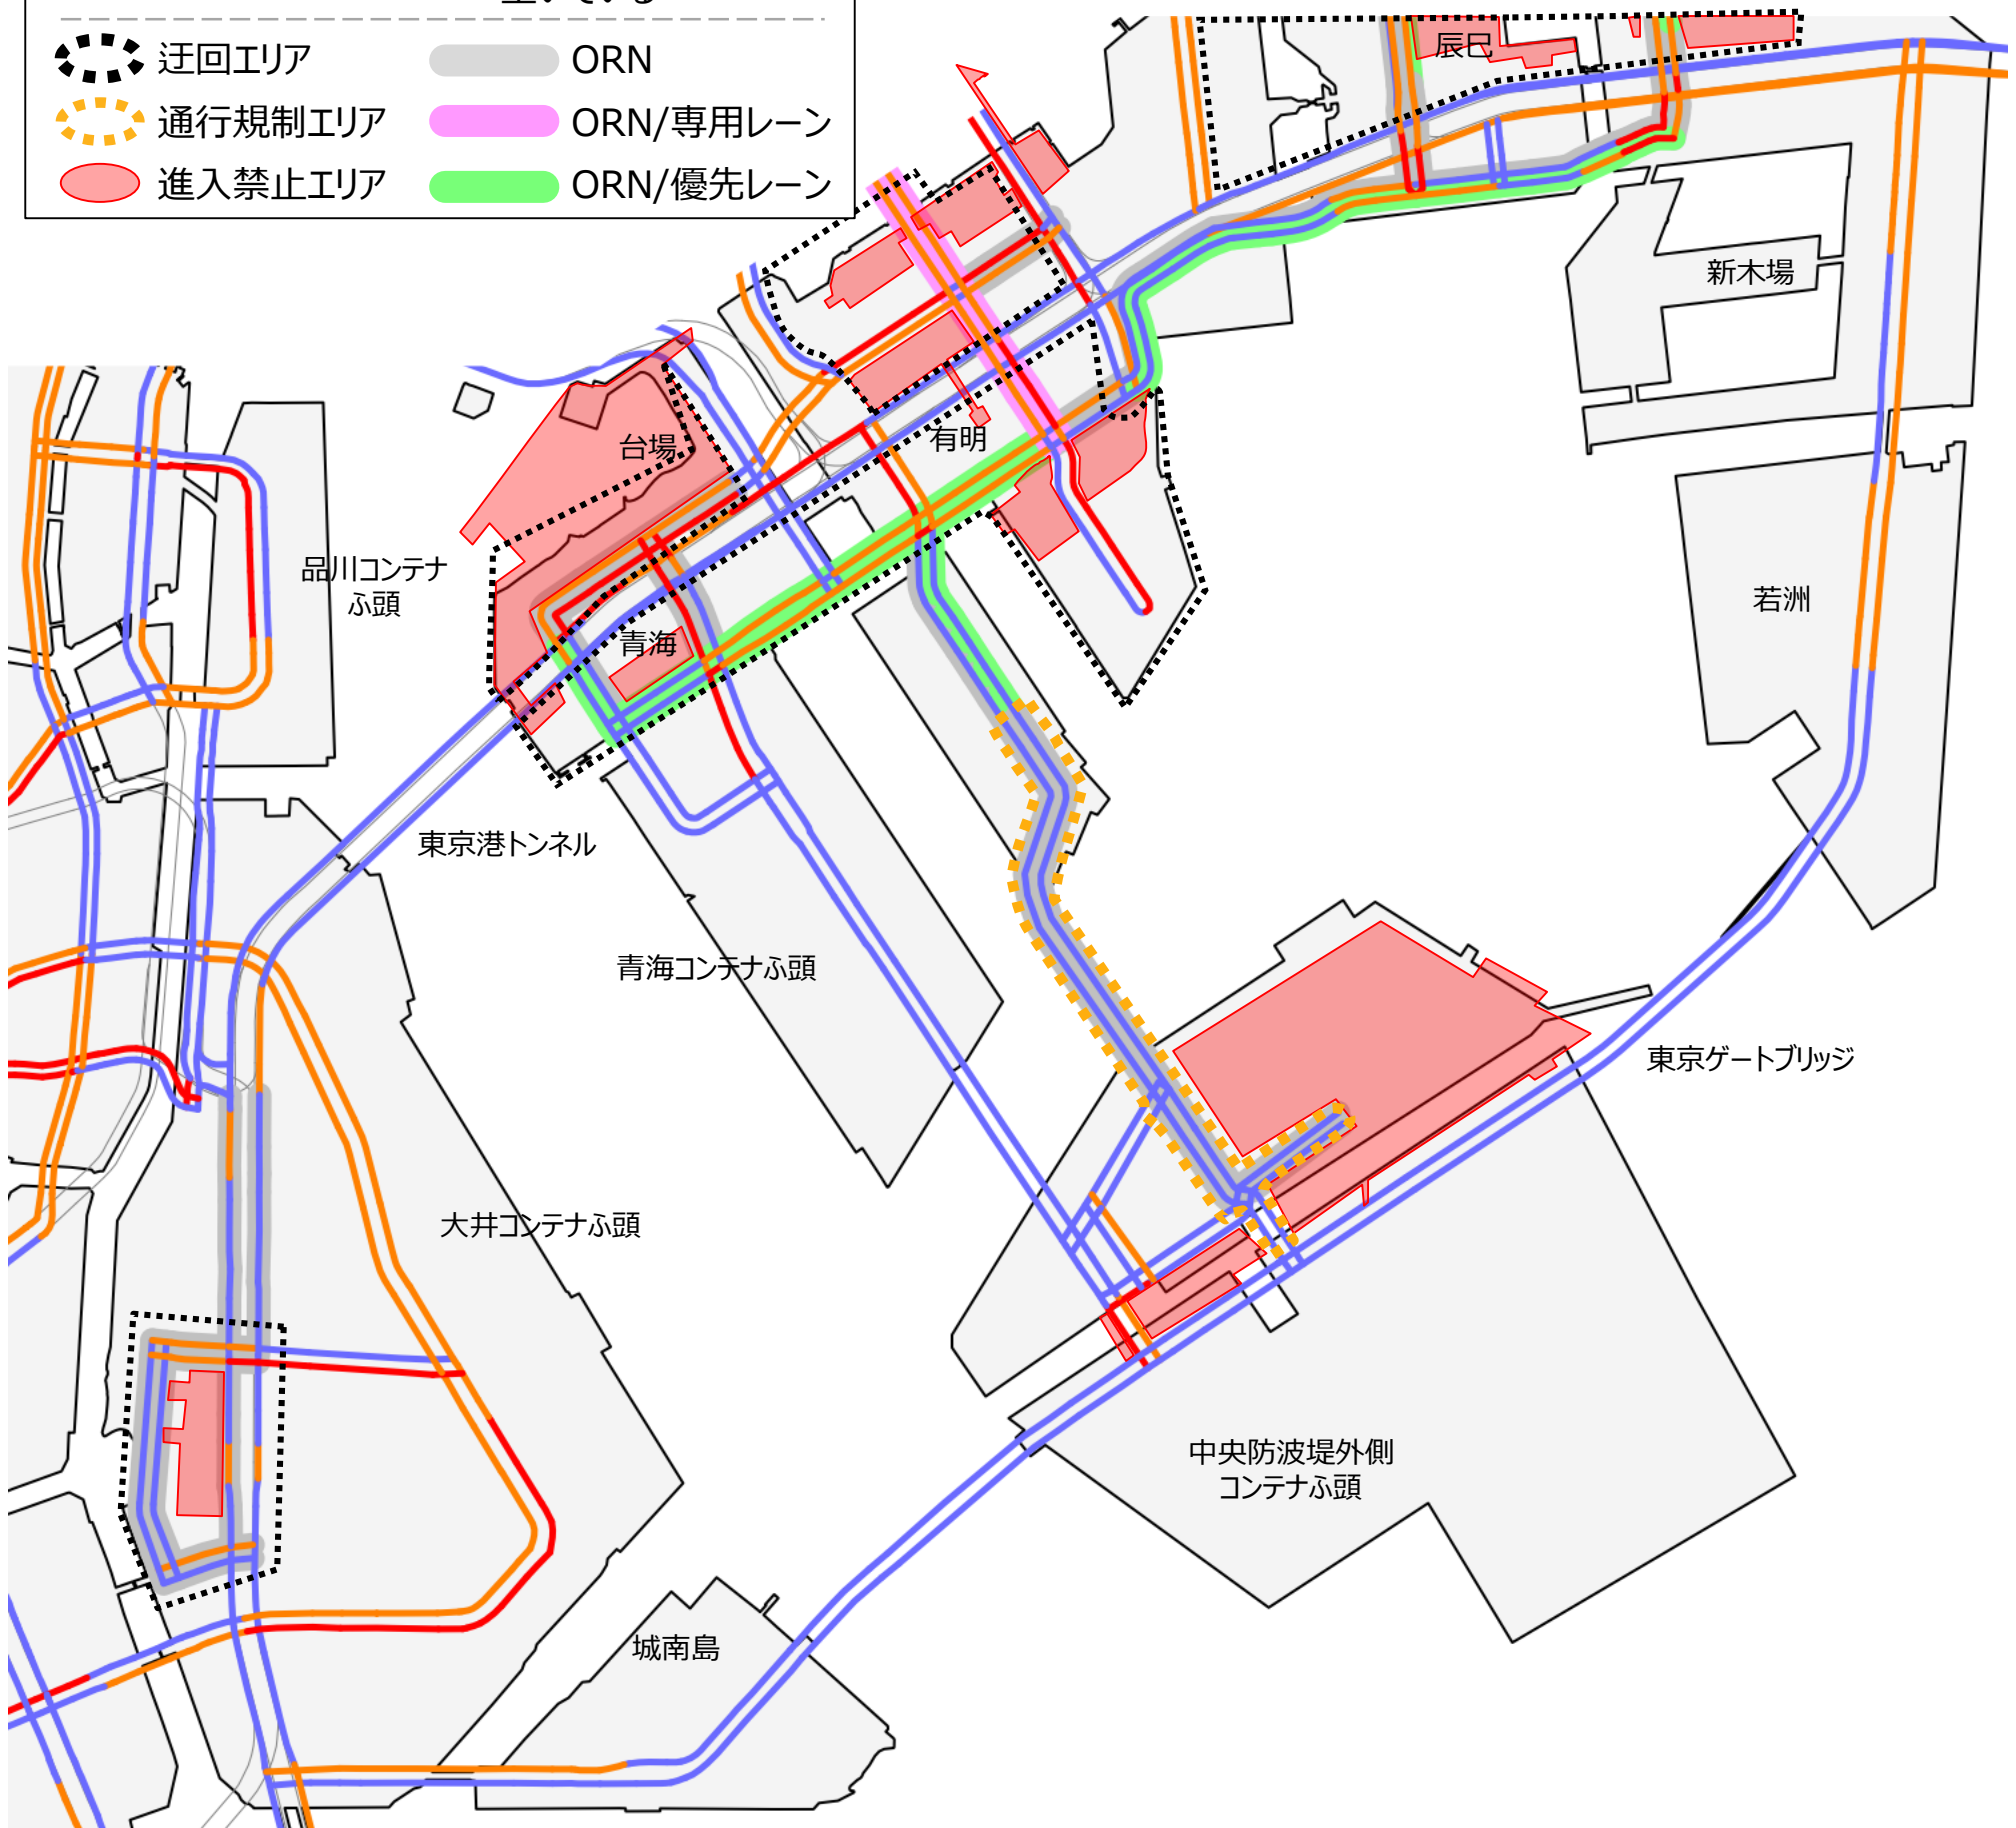 空いている
迂回エリア
ORN
通行規制エリア
ORN/専用レーン
進入禁止エリア
ORN/優先レーン
辰巳
新木場
台場
有明
品川コンテナ
ふ頭
若洲
青海
東京港トンネル
青海コンテナふ頭
東京ゲートブリッジ
大井コンテナふ頭
中央防波堤外側
コンテナふ頭
城南島